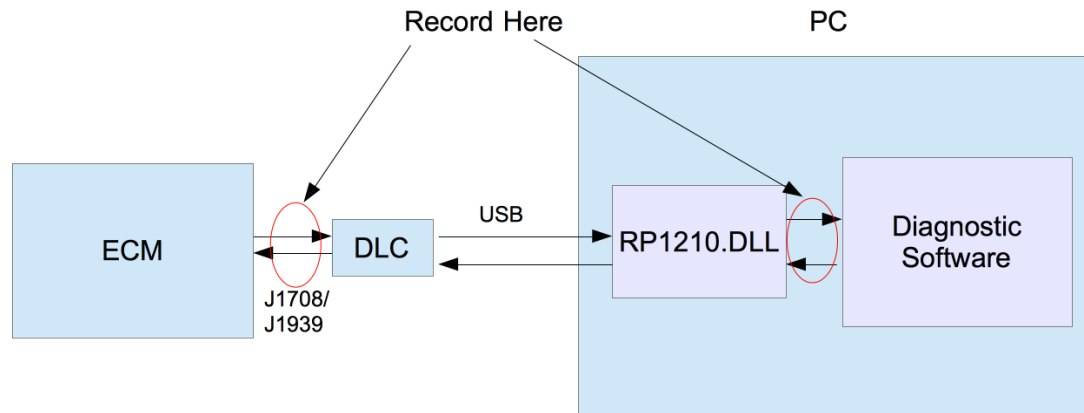 Record Here
PC
ECM
DLC
USB
RP1210.DLL
Diagnostic
Software
J1708/
J1939